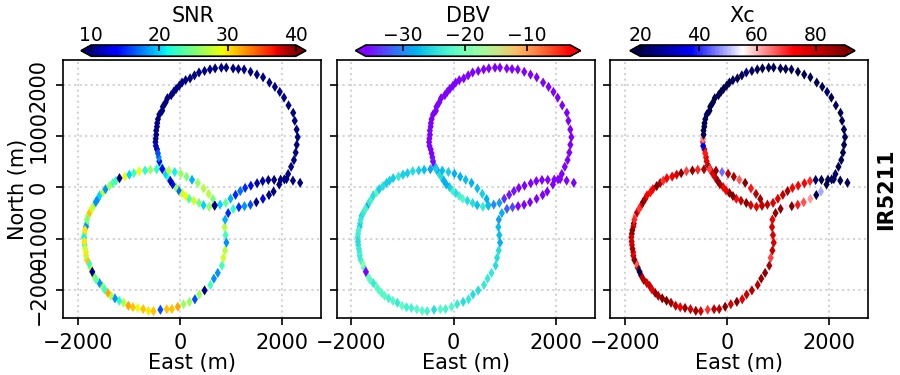 SNR DBV Xc
10 20 30 40 −30 −20 −10 20 40 60 80
North (m)
2000
1000
0
−1000
−2000
IR5211
−2000 0 2000 −2000 0 2000 −2000 0 2000
East (m) East (m) East (m)